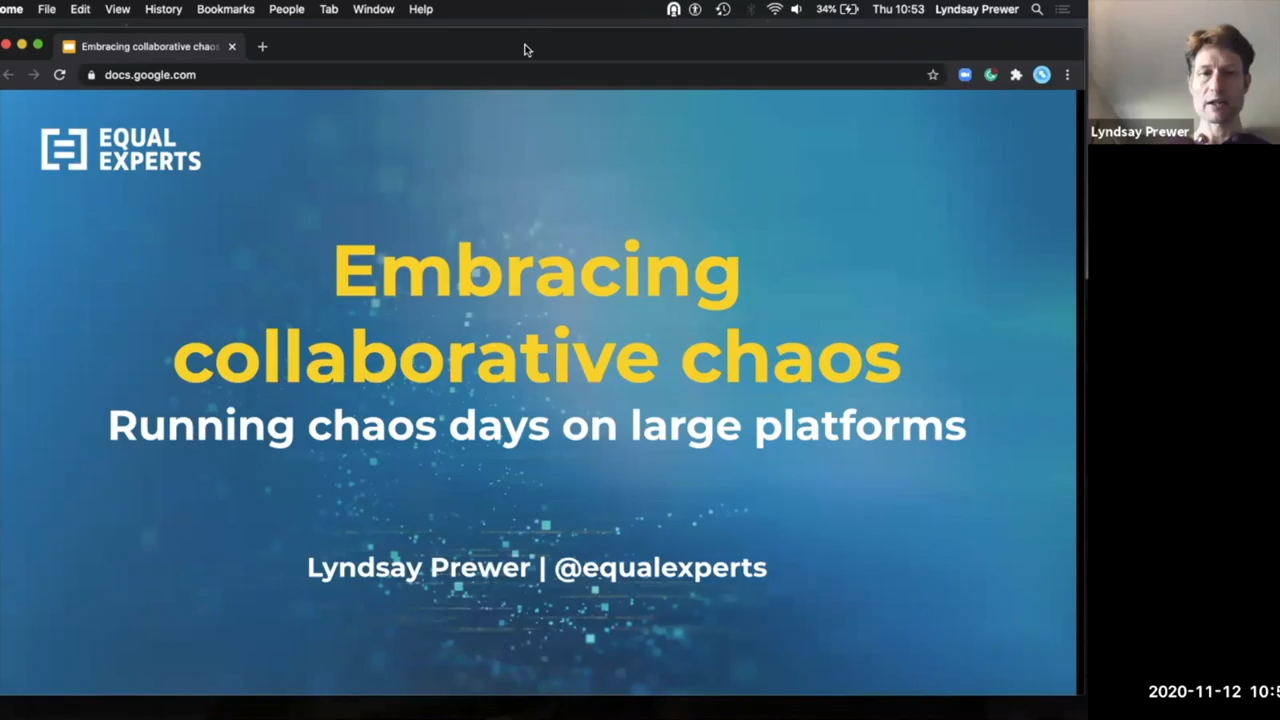 ome File Edit View History Bookmarks People Tab Window Help 34% Thu 10:53 Lyndsay Prewer
Embracing collaborative chaos
docs.google.com
Lyndsay Prewer
EQUAL
EXPERTS
Embracing
collaborative chaos
Running chaos days on large platforms
Lyndsay Prewer | @equalexperts
2020-11-12 10:5